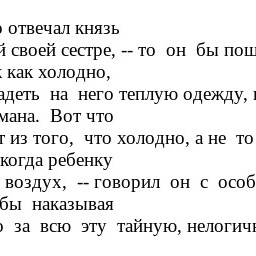 отвечал князь
й своей сестре, -- то он бы пош
как холодно,
адеть на него теплую одежду,
мана. Вот что
т из того, что холодно, а не то
когда ребенку
воздух, -- говорил он с особ
бы наказывая
за всю эту тайную, нелогичн